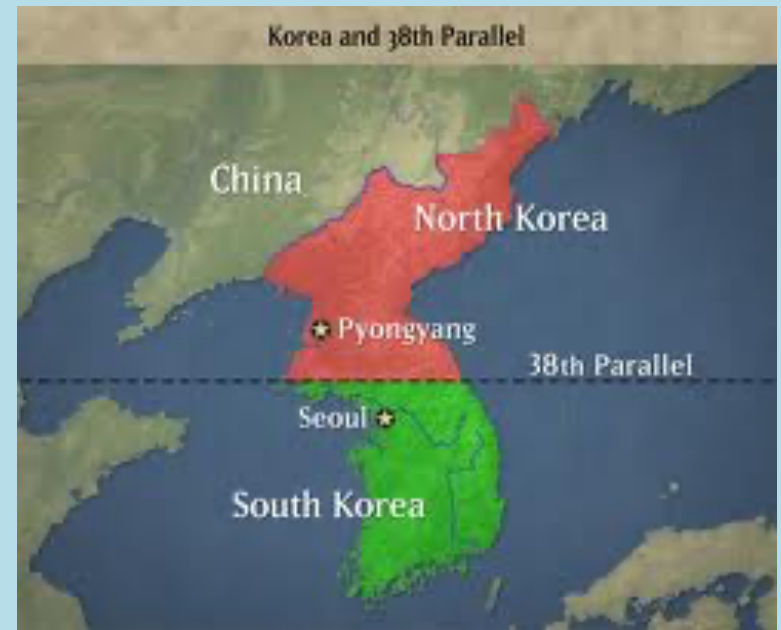 Korea and 38th Parallel
China
North Korea
Pyongyang
38th Parallel
Seoul
South Korea